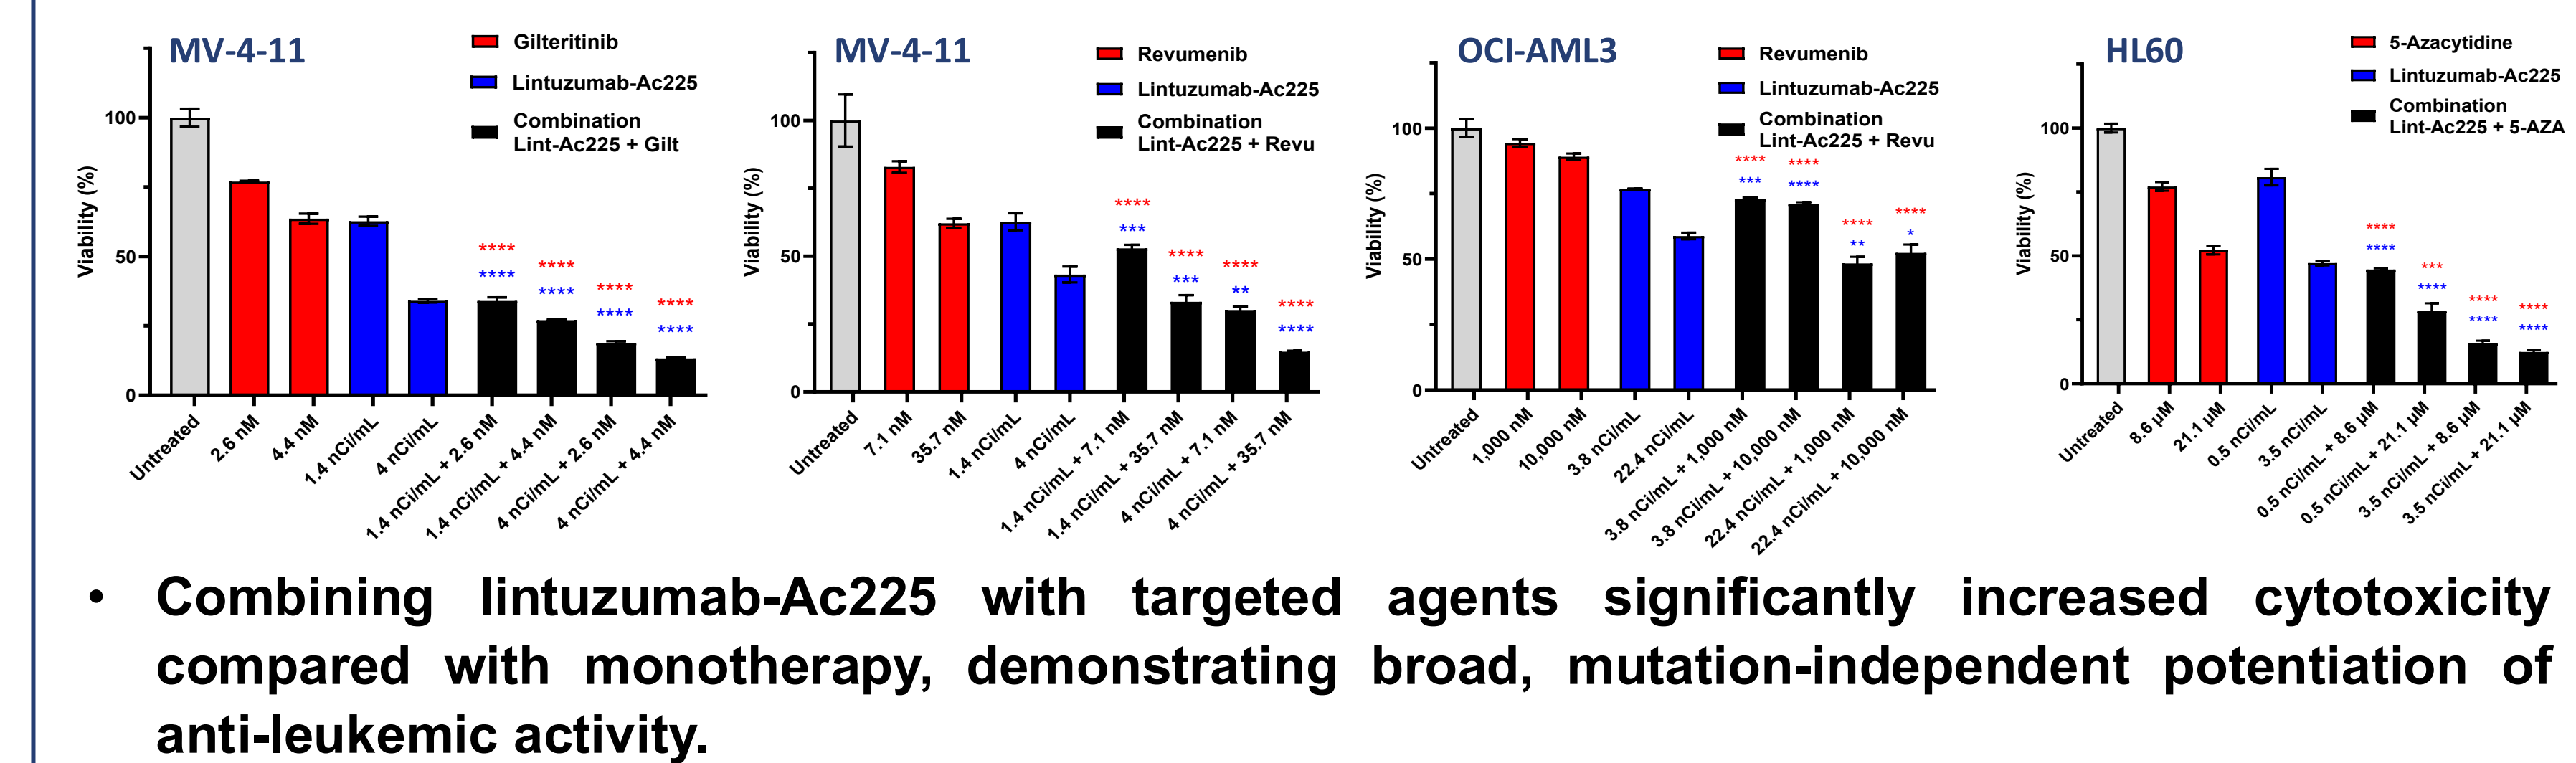 MV-4-11
Gilteritinib
Lintuzumab-Ac225
Combination
Lint-Ac225 + Gilt
Viability (%)
100
50
0
****
****
****
****
****
****
****
****
Untreated
2.6 nM
4.4 nM
1.4 nCi/mL
4 nCi/mL
1.4 nCi/mL + 2.6 nM
1.4 nCi/mL + 4.4 nM
4 nCi/mL + 2.6 nM
4 nCi/mL + 4.4 nM
MV-4-11
Revumenib
Lintuzumab-Ac225
Combination
Lint-Ac225 + Revu
Viability (%)
100
50
0
****
***
****
***
****
**
****
****
Untreated
7.1 nM
35.7 nM
1.4 nCi/mL
4 nCi/mL
1.4 nCi/mL + 7.1 nM
1.4 nCi/mL + 35.7 nM
4 nCi/mL + 7.1 nM
4 nCi/mL + 35.7 nM
OCI-AML3
Revumenib
Lintuzumab-Ac225
Combination
Lint-Ac225 + Revu
Viability (%)
100
50
0
****
***
****
****
****
**
****
*
Untreated
1,000 nM
10,000 nM
3.8 nCi/mL
22.4 nCi/mL
3.8 nCi/mL + 1,000 nM
3.8 nCi/mL + 10,000 nM
22.4 nCi/mL + 1,000 nM
22.4 nCi/mL + 10,000 nM
HL60
5-Azacytidine
Lintuzumab-Ac225
Combination
Lint-Ac225 + 5-AZA
Viability (%)
100
50
0
****
****
***
****
****
****
****
****
Untreated
8.6 µM
21.1 µM
0.5 nCi/mL
3.5 nCi/mL
0.5 nCi/mL + 8.6 µM
0.5 nCi/mL + 21.1 µM
3.5 nCi/mL + 8.6 µM
3.5 nCi/mL + 21.1 µM
• Combining lintuzumab-Ac225 with targeted agents significantly increased cytotoxicity
compared with monotherapy, demonstrating broad, mutation-independent potentiation of
anti-leukemic activity.